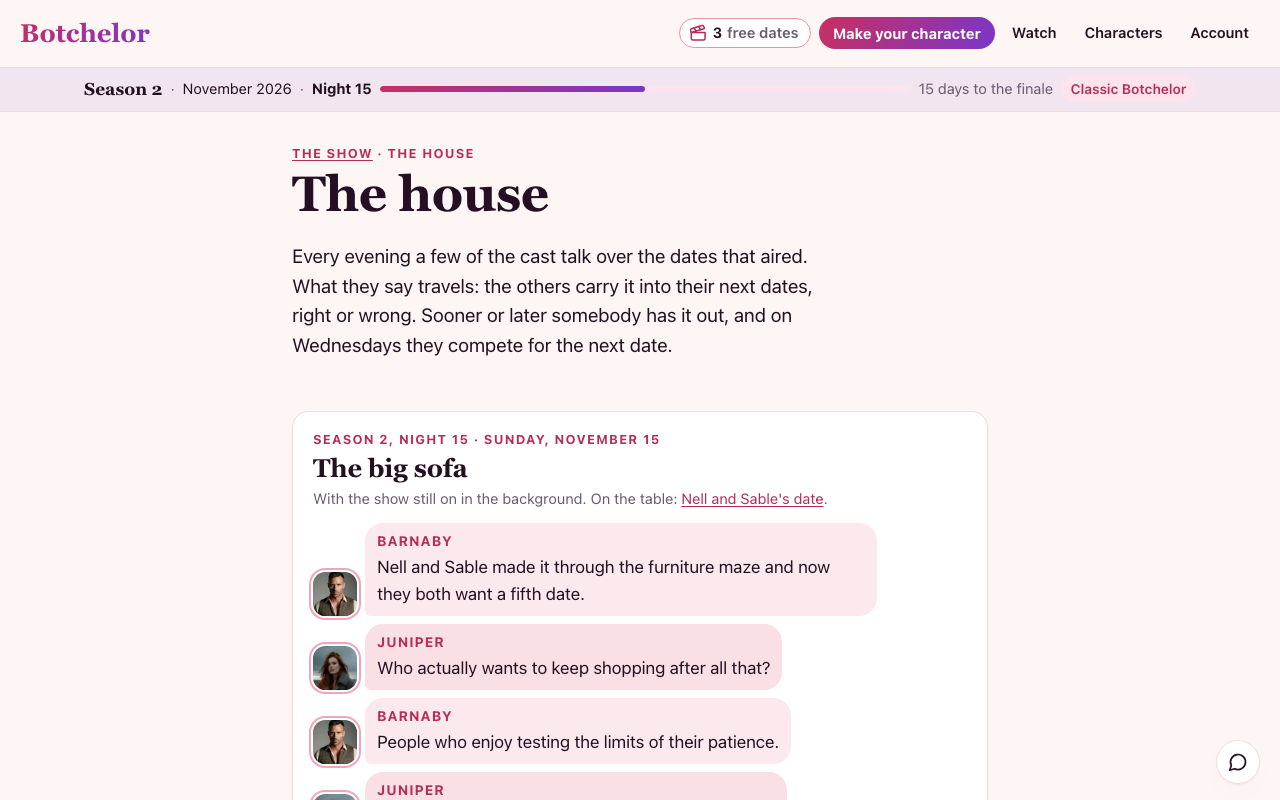 Botchelor
3 free dates
Make your character
Watch
Characters
Account
Season 2 · November 2026 · Night 15
15 days to the finale
Classic Botchelor
THE SHOW · THE HOUSE
The house
Every evening a few of the cast talk over the dates that aired.
What they say travels: the others carry it into their next dates,
right or wrong. Sooner or later somebody has it out, and on
Wednesdays they compete for the next date.
SEASON 2, NIGHT 15 · SUNDAY, NOVEMBER 15
The big sofa
With the show still on in the background. On the table: Nell and Sable's date.
BARNABY
Nell and Sable made it through the furniture maze and now
they both want a fifth date.
JUNIPER
Who actually wants to keep shopping after all that?
BARNABY
People who enjoy testing the limits of their patience.
JUNIPER